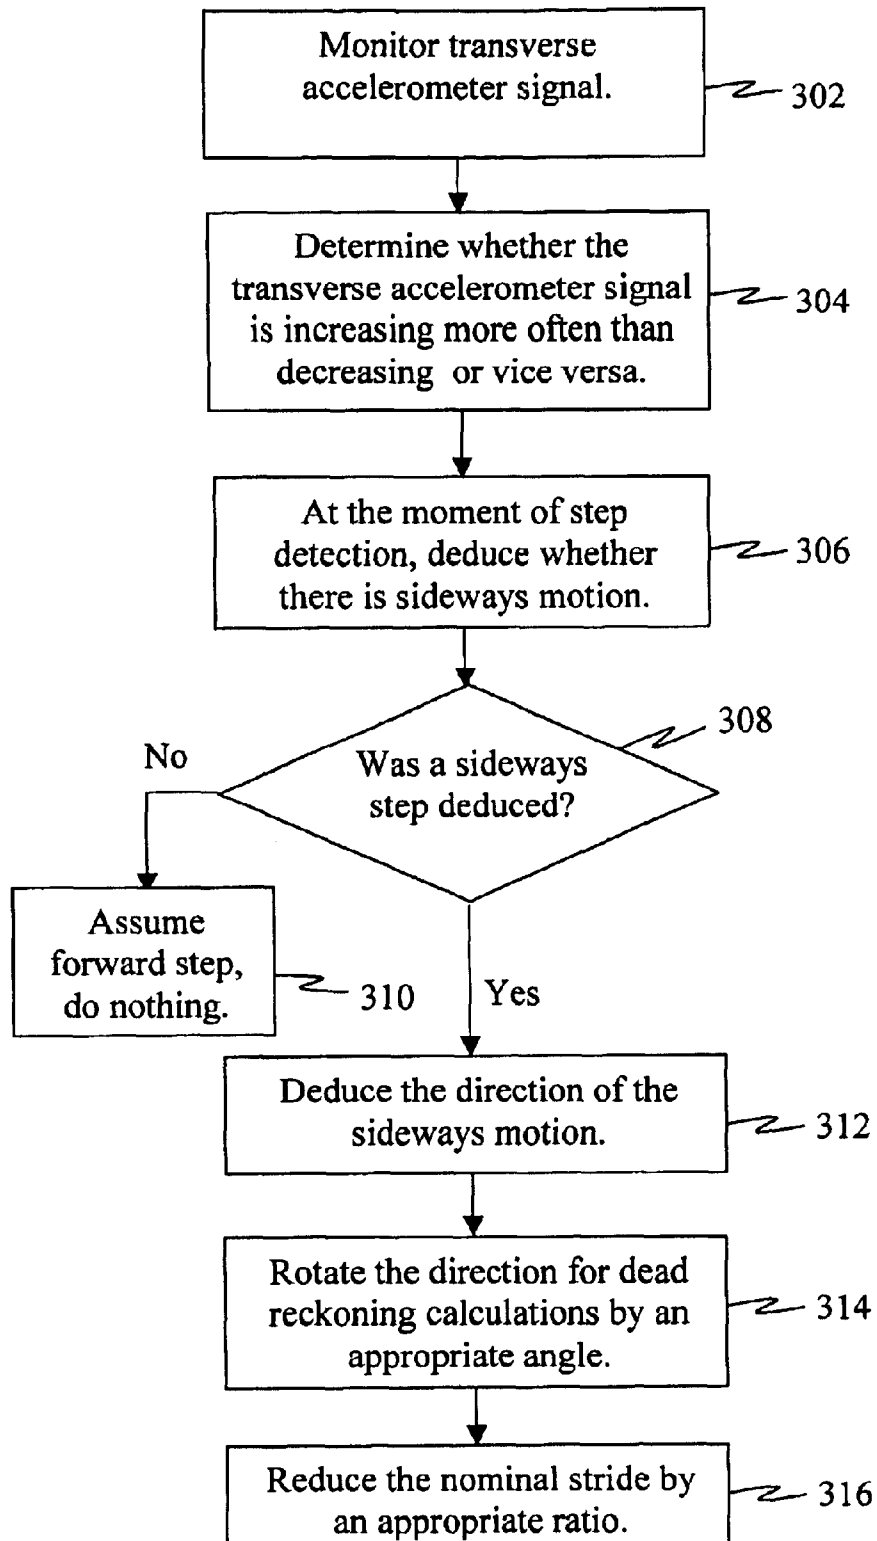 Monitor transverse
accelerometer signal.
302
Determine whether the
transverse accelerometer signal
is increasing more often than
decreasing or vice versa.
304
At the moment of step
detection, deduce whether
there is sideways motion.
306
308
No
Was a sideways
step deduced?
Assume
forward step,
do nothing.
310
Yes
Deduce the direction of the
sideways motion.
312
Rotate the direction for dead
reckoning calculations by an
appropriate angle.
314
Reduce the nominal stride by
an appropriate ratio.
316